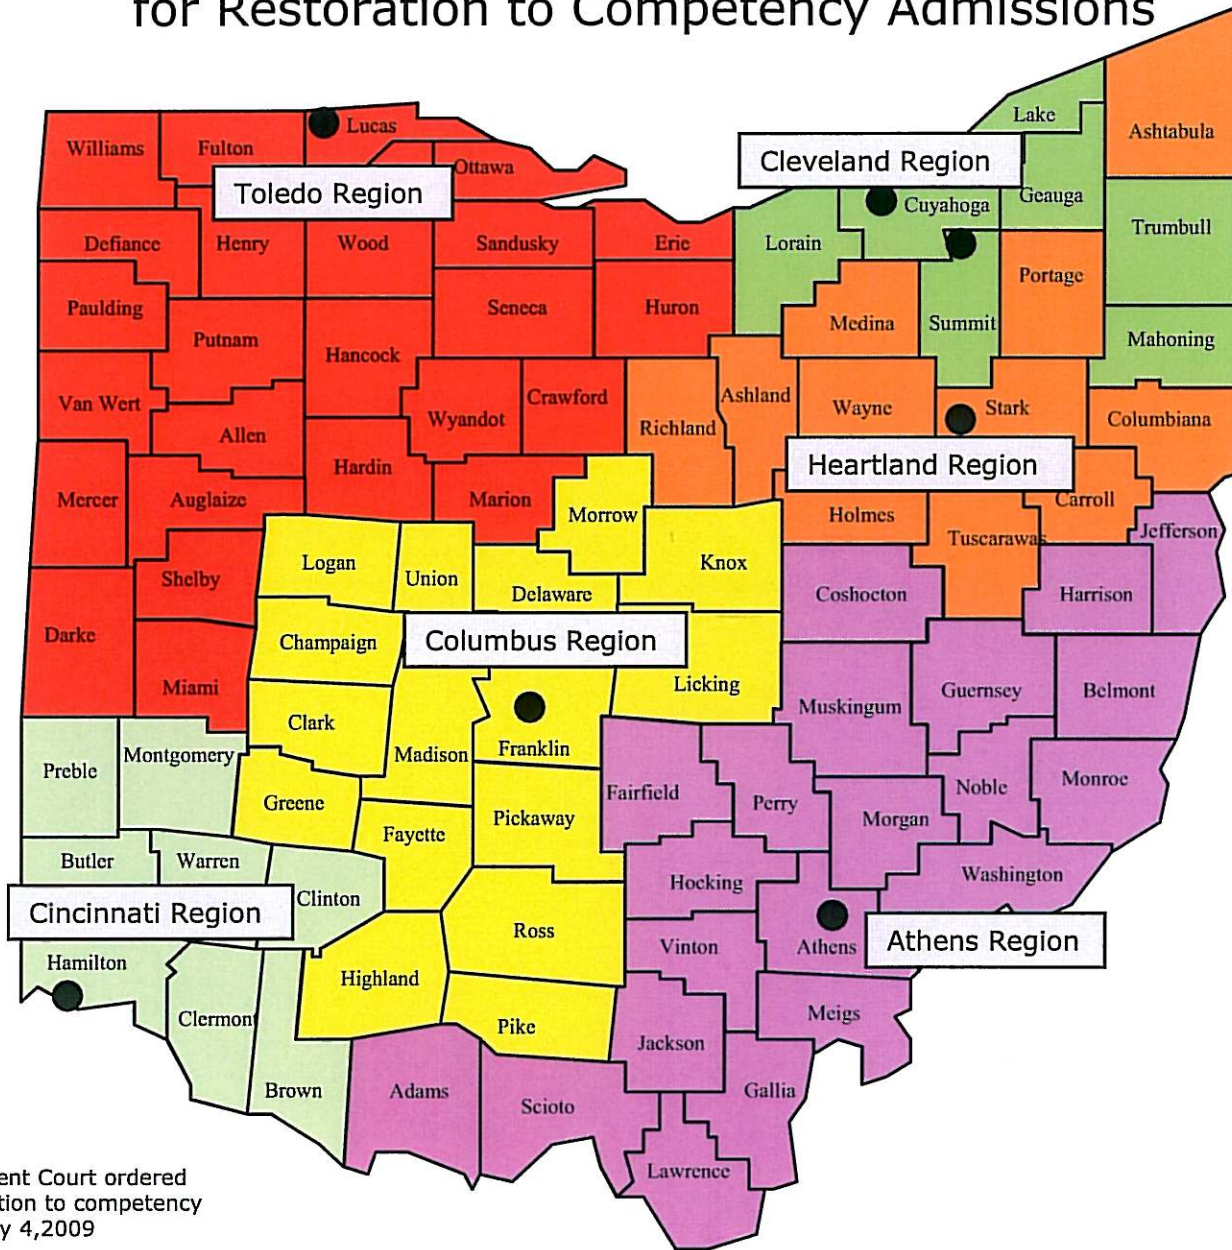 for Restoration to Competency Admissions
Lake
Ashtabula
Williams
Fulton
Lucas
Ottawa
Cleveland Region
Toledo Region
Cuyahoga
Geauga
Trumbull
Defiance
Henry
Wood
Sandusky
Erie
Lorain
Portage
Paulding
Putnam
Hancock
Seneca
Huron
Medina
Summit
Mahoning
Van Wert
Allen
Wyandot
Crawford
Richland
Ashland
Wayne
Stark
Columbiana
Heartland Region
Mercer
Auglaize
Hardin
Marion
Morrow
Holmes
Carroll
Tuscarawas
Jefferson
Logan
Union
Delaware
Knox
Shelby
Coshocton
Harrison
Darke
Champaign
Columbus Region
Miami
Licking
Muskingum
Guernsey
Belmont
Clark
Madison
Franklin
Preble
Montgomery
Greene
Fayette
Pickaway
Fairfield
Perry
Morgan
Noble
Monroe
Butler
Warren
Clinton
Hocking
Washington
Cincinnati Region
Ross
Vinton
Athens
Athens Region
Hamilton
Highland
Clermont
Pike
Jackson
Meigs
Brown
Adams
Scioto
Gallia
Lawrence
ent Court ordered
tion to competency
y 4,2009